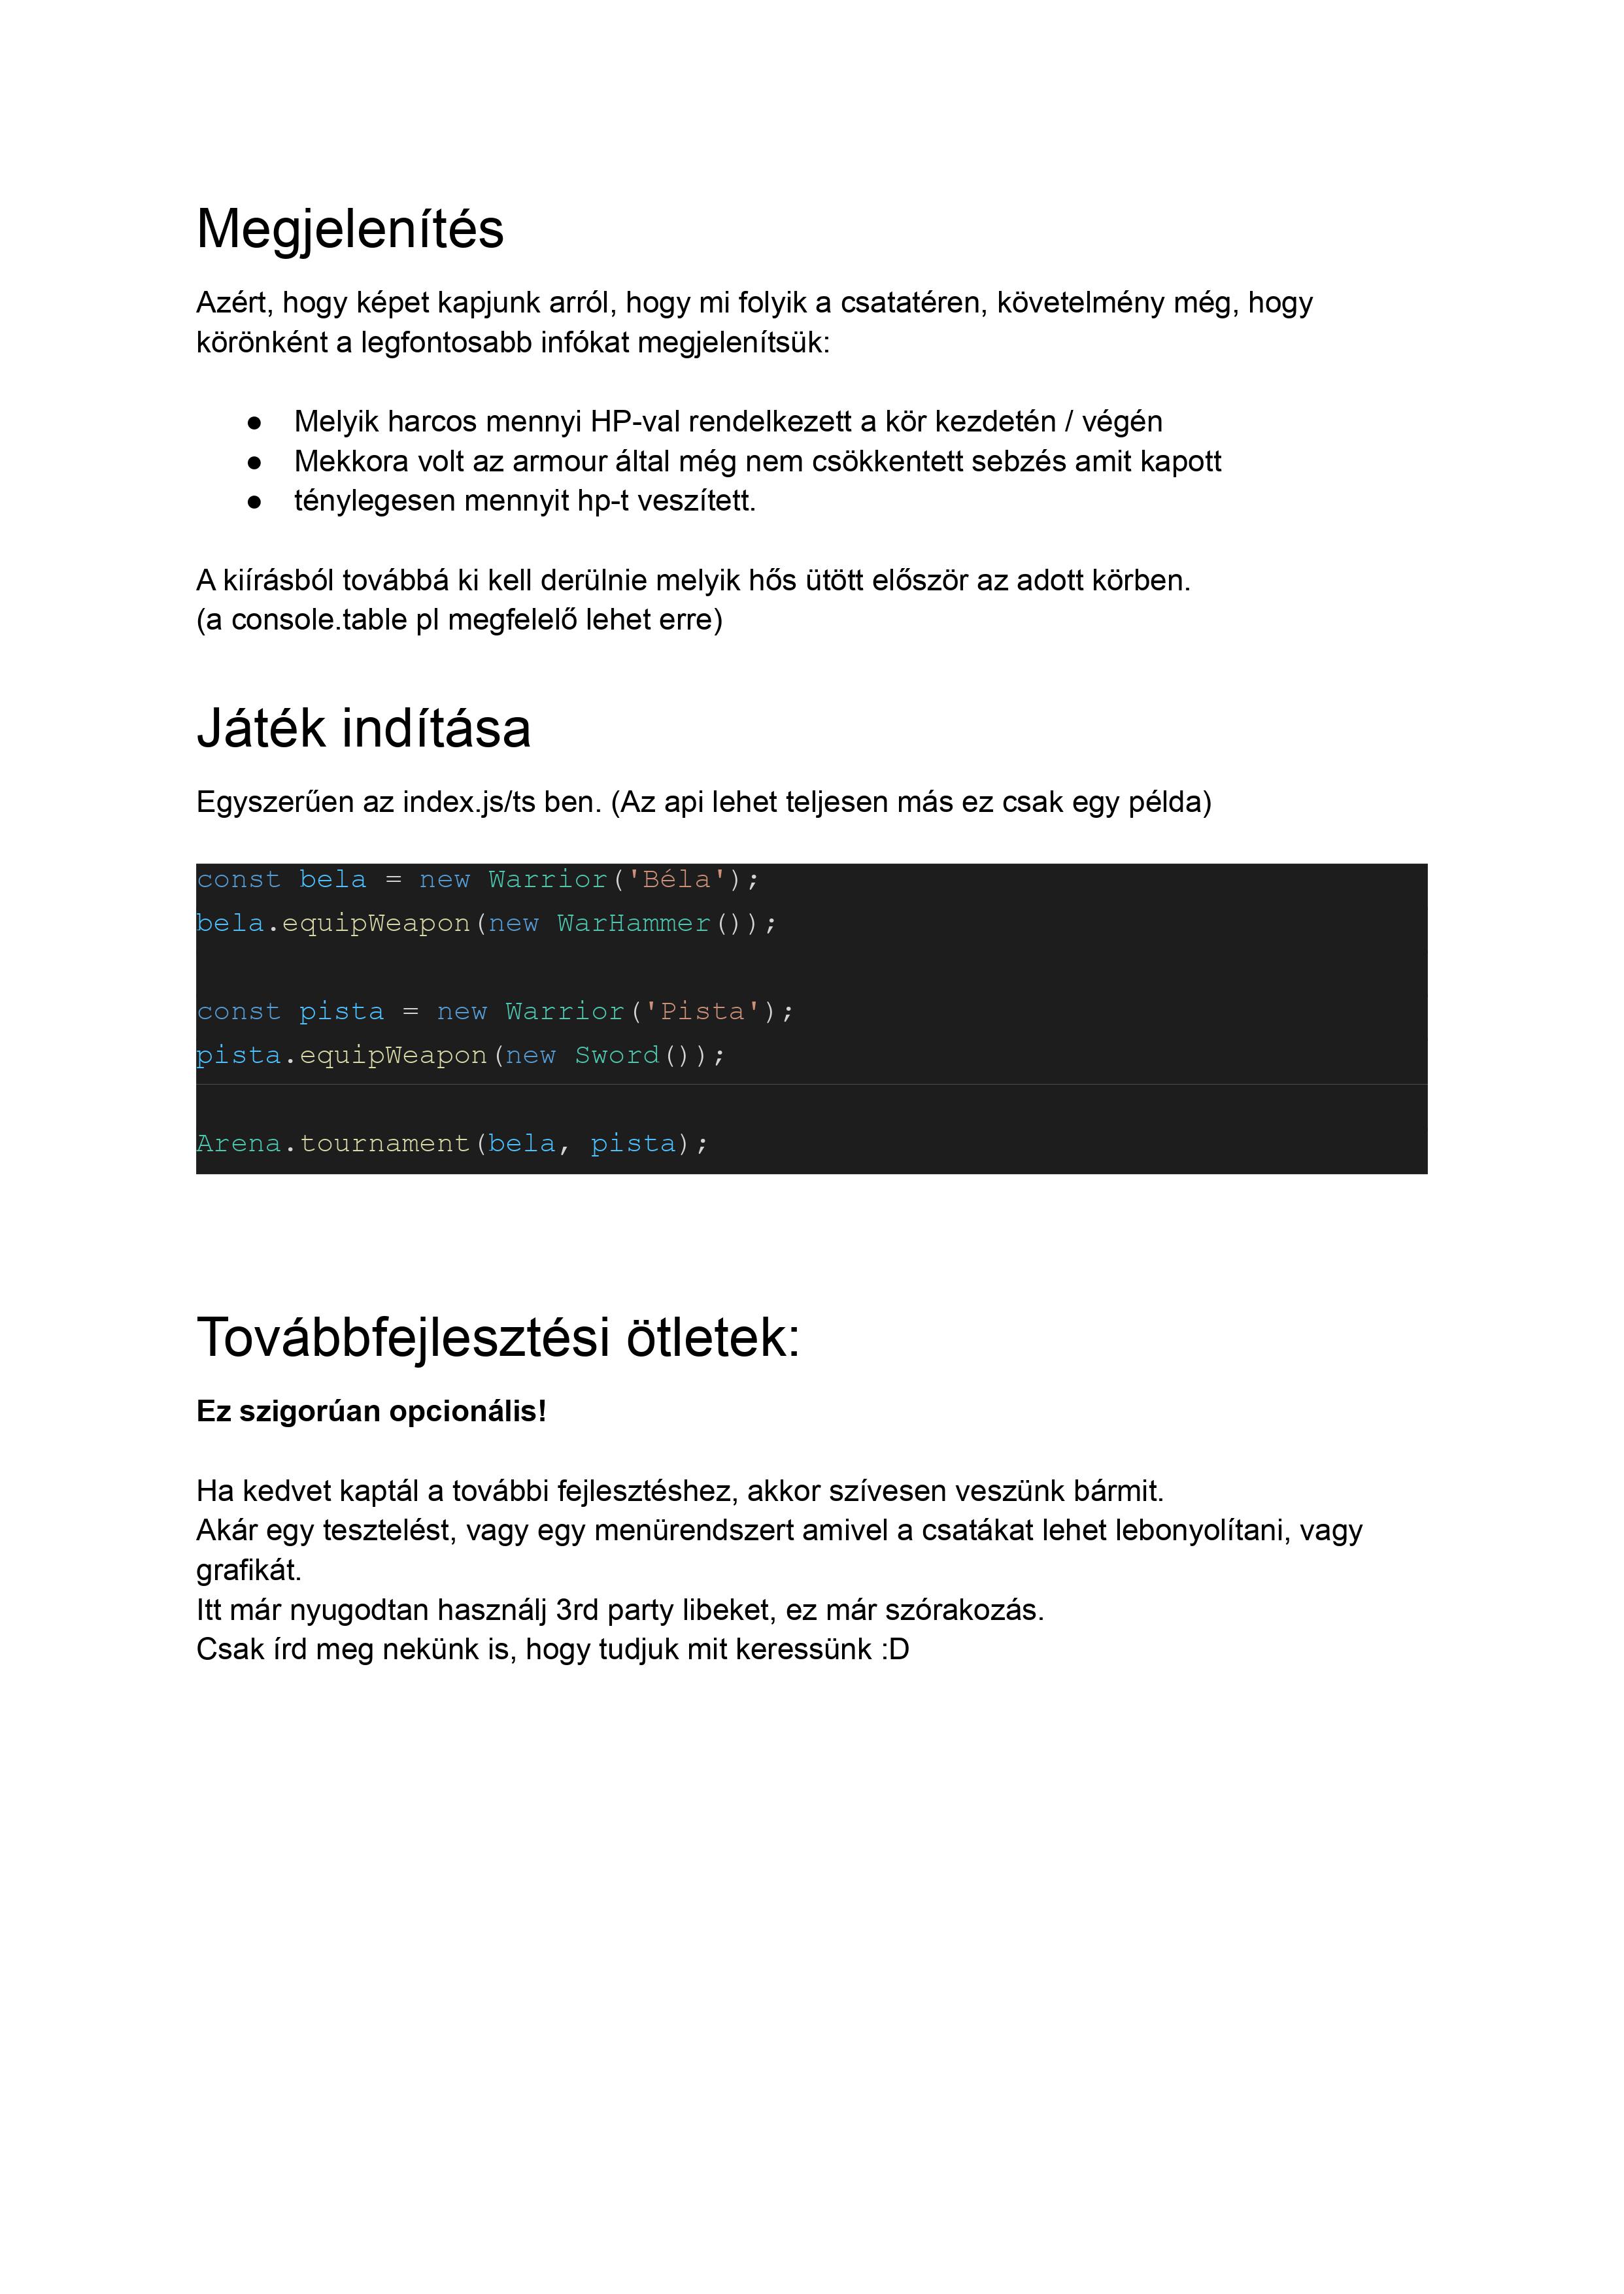 Megjelenítés
Azért, hogy képet kapjunk arról, hogy mi folyik a csatatéren, követelmény még, hogy
körönként a legfontosabb infókat megjelenítsük:
● Melyik harcos mennyi HP-val rendelkezett a kör kezdetén / végén
● Mekkora volt az armour által még nem csökkentett sebzés amit kapott
● ténylegesen mennyit hp-t veszített.
A kiírásból továbbá ki kell derülnie melyik hős ütött először az adott körben.
(a console.table pl megfelelő lehet erre)
Játék indítása
Egyszerűen az index.js/ts ben. (Az api lehet teljesen más ez csak egy példa)
const bela = new Warrior('Béla');
bela.equipWeapon(new WarHammer());
const pista = new Warrior('Pista');
pista.equipWeapon(new Sword());
Arena.tournament(bela, pista);
Továbbfejlesztési ötletek:
Ez szigorúan opcionális!
Ha kedvet kaptál a további fejlesztéshez, akkor szívesen veszünk bármit.
Akár egy tesztelést, vagy egy menürendszert amivel a csatákat lehet lebonyolítani, vagy
grafikát.
Itt már nyugodtan használj 3rd party libeket, ez már szórakozás.
Csak írd meg nekünk is, hogy tudjuk mit keressünk :D